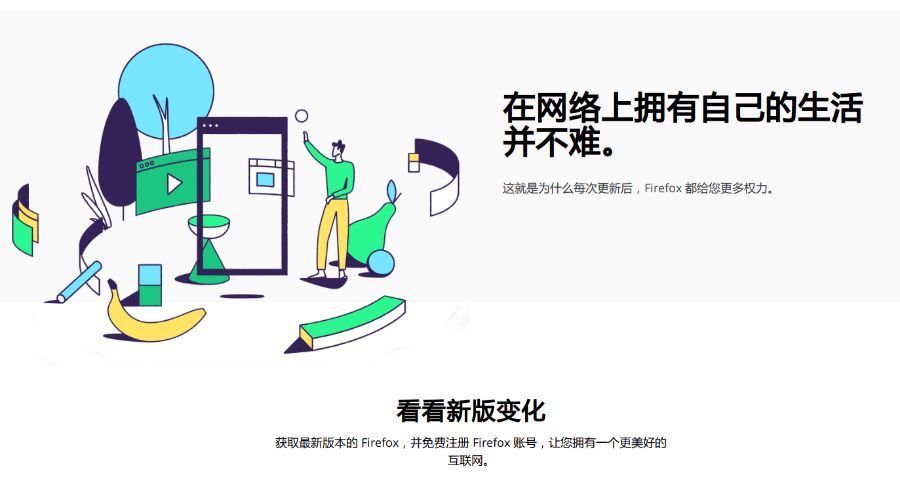 在网络上拥有自己的生活
并不难。
这就是为什么每次更新后，Firefox 都给您更多权力。
看看新版变化
获取最新版本的 Firefox，并免费注册 Firefox 账号，让您拥有一个更美好的
互联网。